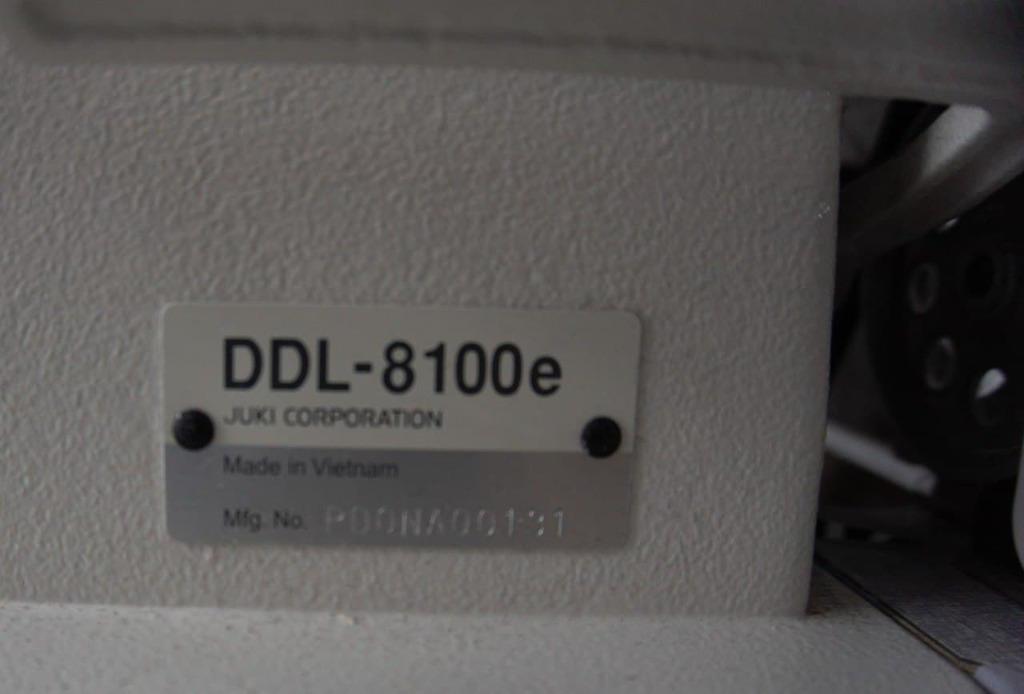 DDL-8100e
JUKI CORPORATION
Made in Vietnam
Mfg. No.